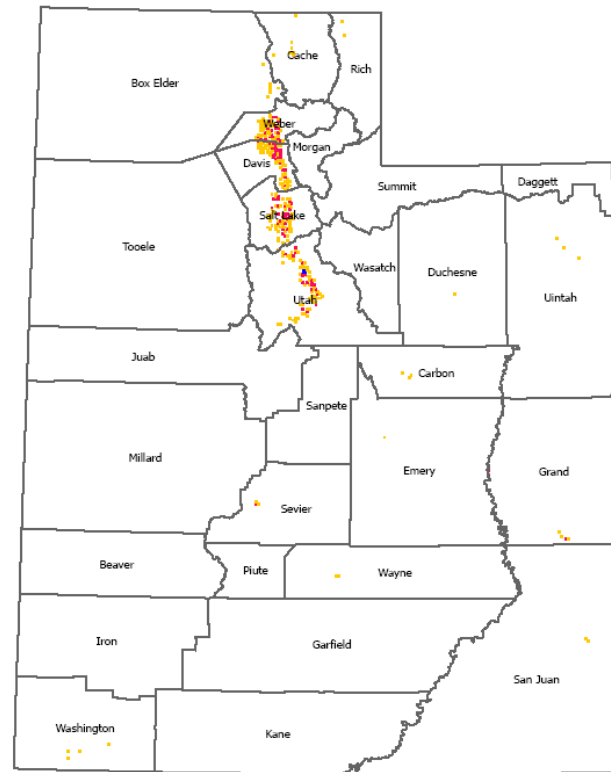 Cache
Rich
Box Elder
Weber
Morgan
Davis
Summit
Daggett
Salt Lake
Tooele
Wasatch
Duchesne
Uintah
Utah
Juab
Carbon
Sanpete
Millard
Emery
Grand
Sevier
Beaver
Piute
Wayne
Iron
Garfield
San Juan
Washington
Kane